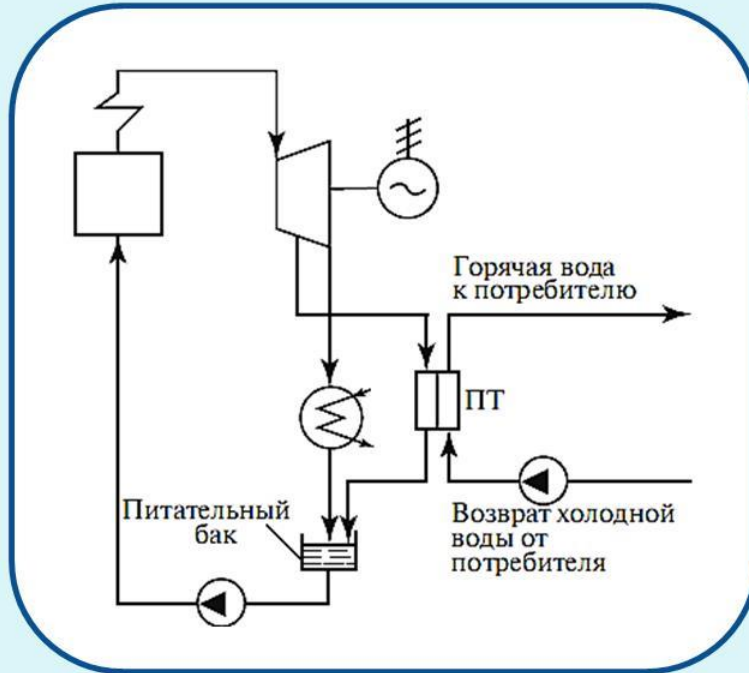 Горячая вода
к потребителю
ПТ
Питательный
бак
Возврат холодной
воды от
потребителя